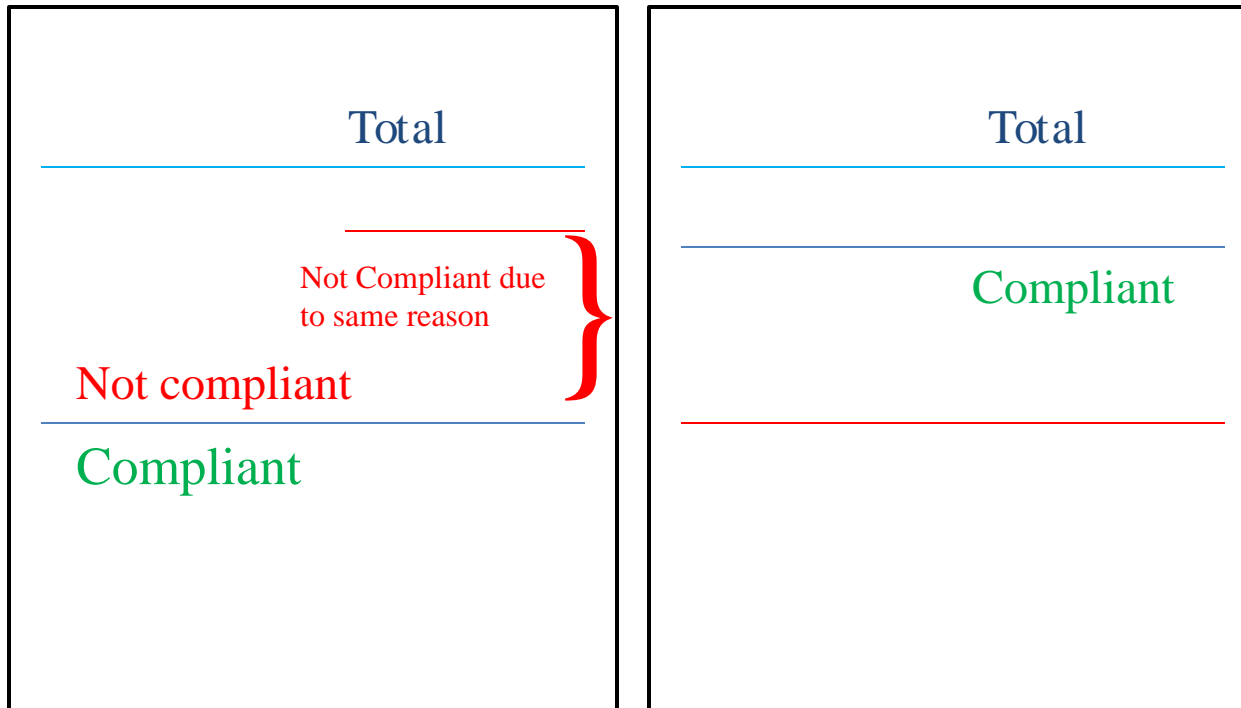 Total
Not Compliant due
to same reason
Not compliant
Compliant
Total
Compliant